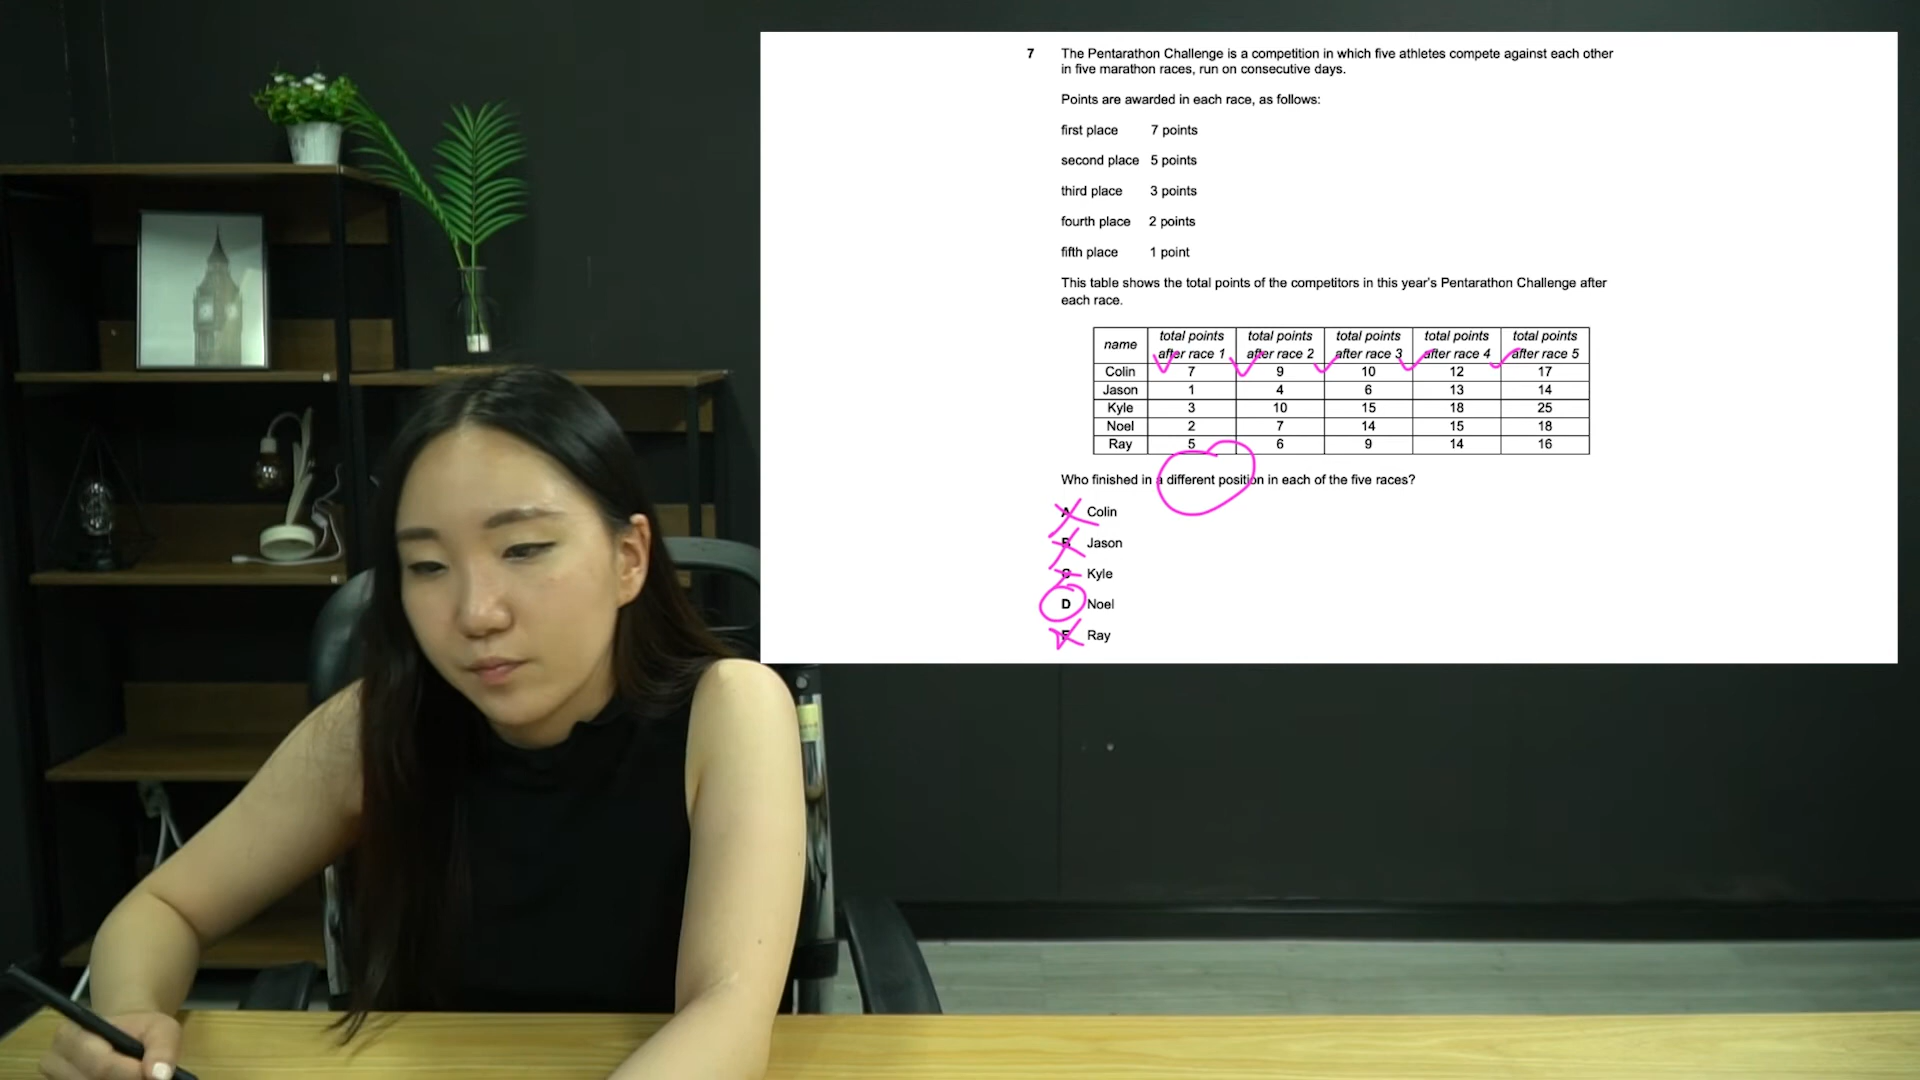 7 The Pentarathon Challenge is a competition in which five athletes compete against each other
in five marathon races, run on consecutive days.
Points are awarded in each race, as follows:
first place 7 points
second place 5 points
third place 3 points
fourth place 2 points
fifth place 1 point
This table shows the total points of the competitors in this year's Pentarathon Challenge after
each race.
name total points after race 1 total points after race 2 total points after race 3 total points after race 4 total points after race 5
Colin 7 9 10 12 17
Jason 1 4 6 13 14
Kyle 3 10 15 18 25
Noel 2 7 14 15 18
Ray 5 6 9 14 16
Who finished in a different position in each of the five races?
A Colin
B Jason
C Kyle
D Noel
E Ray